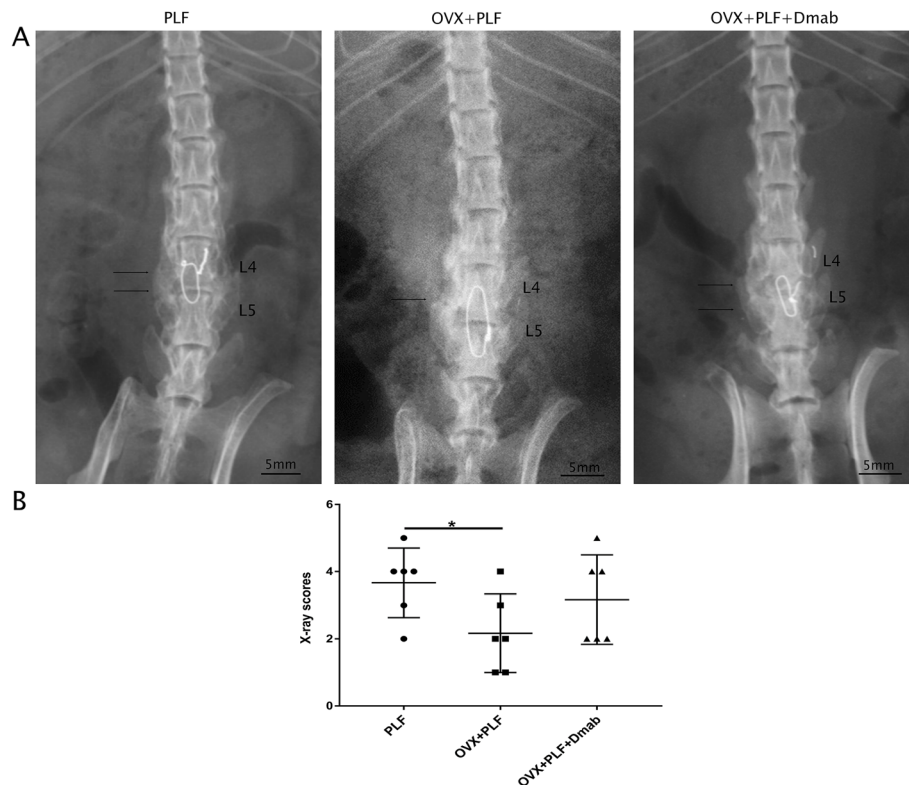 PLF OVX+PLF OVX+PLF+Dmab
A
L4 L4 L4
L5 L5 L5
5mm 5mm 5mm
B
6
*
4
X-ray scores
2
0
PLF OVX+PLF OVX+PLF+Dmab